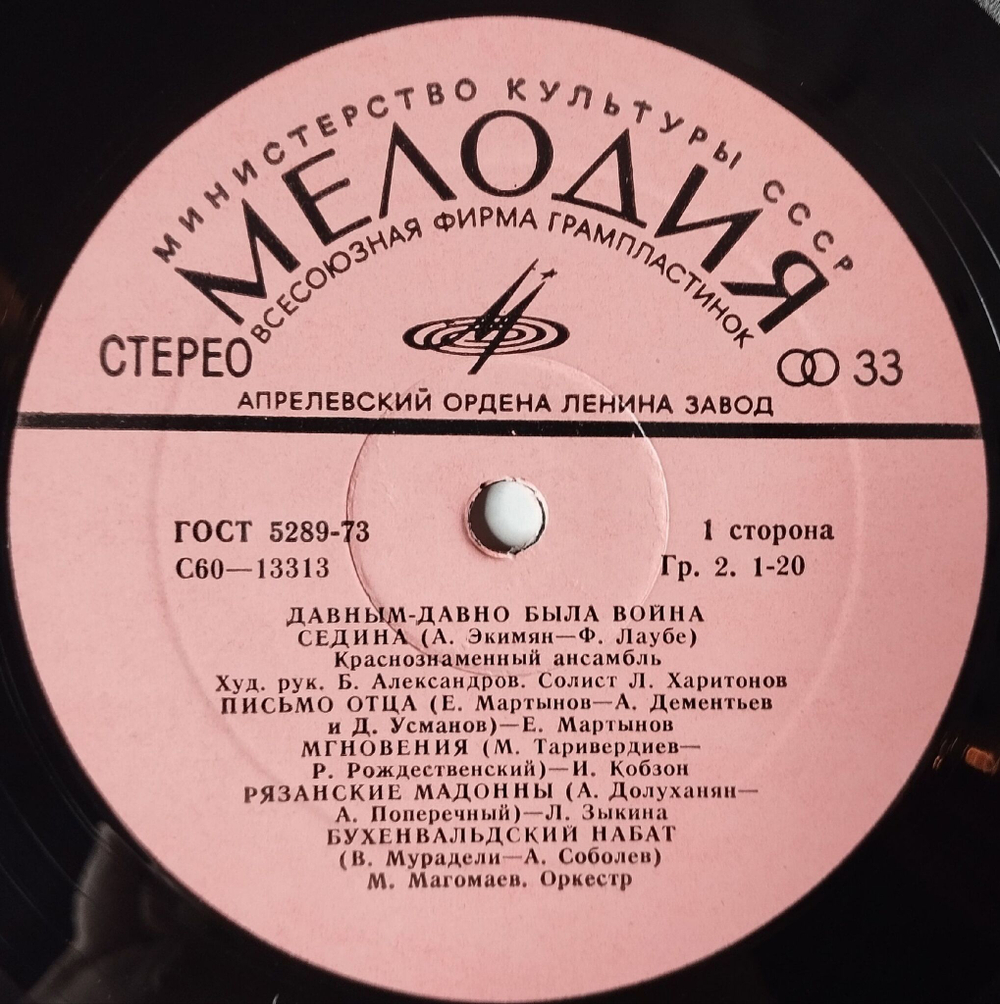 МИНИСТЕРСТВО КУЛЬТУРЫ СССР
МЕЛОДИЯ
ВСЕСОЮЗНАЯ ФИРМА ГРАМПЛАСТИНОК
СТЕРЕО
33
АПРЕЛЕВСКИЙ ОРДЕНА ЛЕНИНА ЗАВОД
ГОСТ 5289-73
1 сторона
С60—13313
Гр. 2. 1-20
ДАВНЫМ-ДАВНО БЫЛА ВОЙНА
СЕДИНА (А. Экимян—Ф. Лаубе)
Краснознаменный ансамбль
Худ. рук. Б. Александров. Солист Л. Харитонов
ПИСЬМО ОТЦА (Е. Мартынов—А. Дементьев
и Д. Усманов)—Е. Мартынов
МГНОВЕНИЯ (М. Таривердиев—
Р. Рождественский)—И. Кобзон
РЯЗАНСКИЕ МАДОННЫ (А. Долуханян—
А. Поперечный)—Л. Зыкина
БУХЕНВАЛЬДСКИЙ НАБАТ
(В. Мурадели—А. Соболев)
М. Магомаев. Оркестр